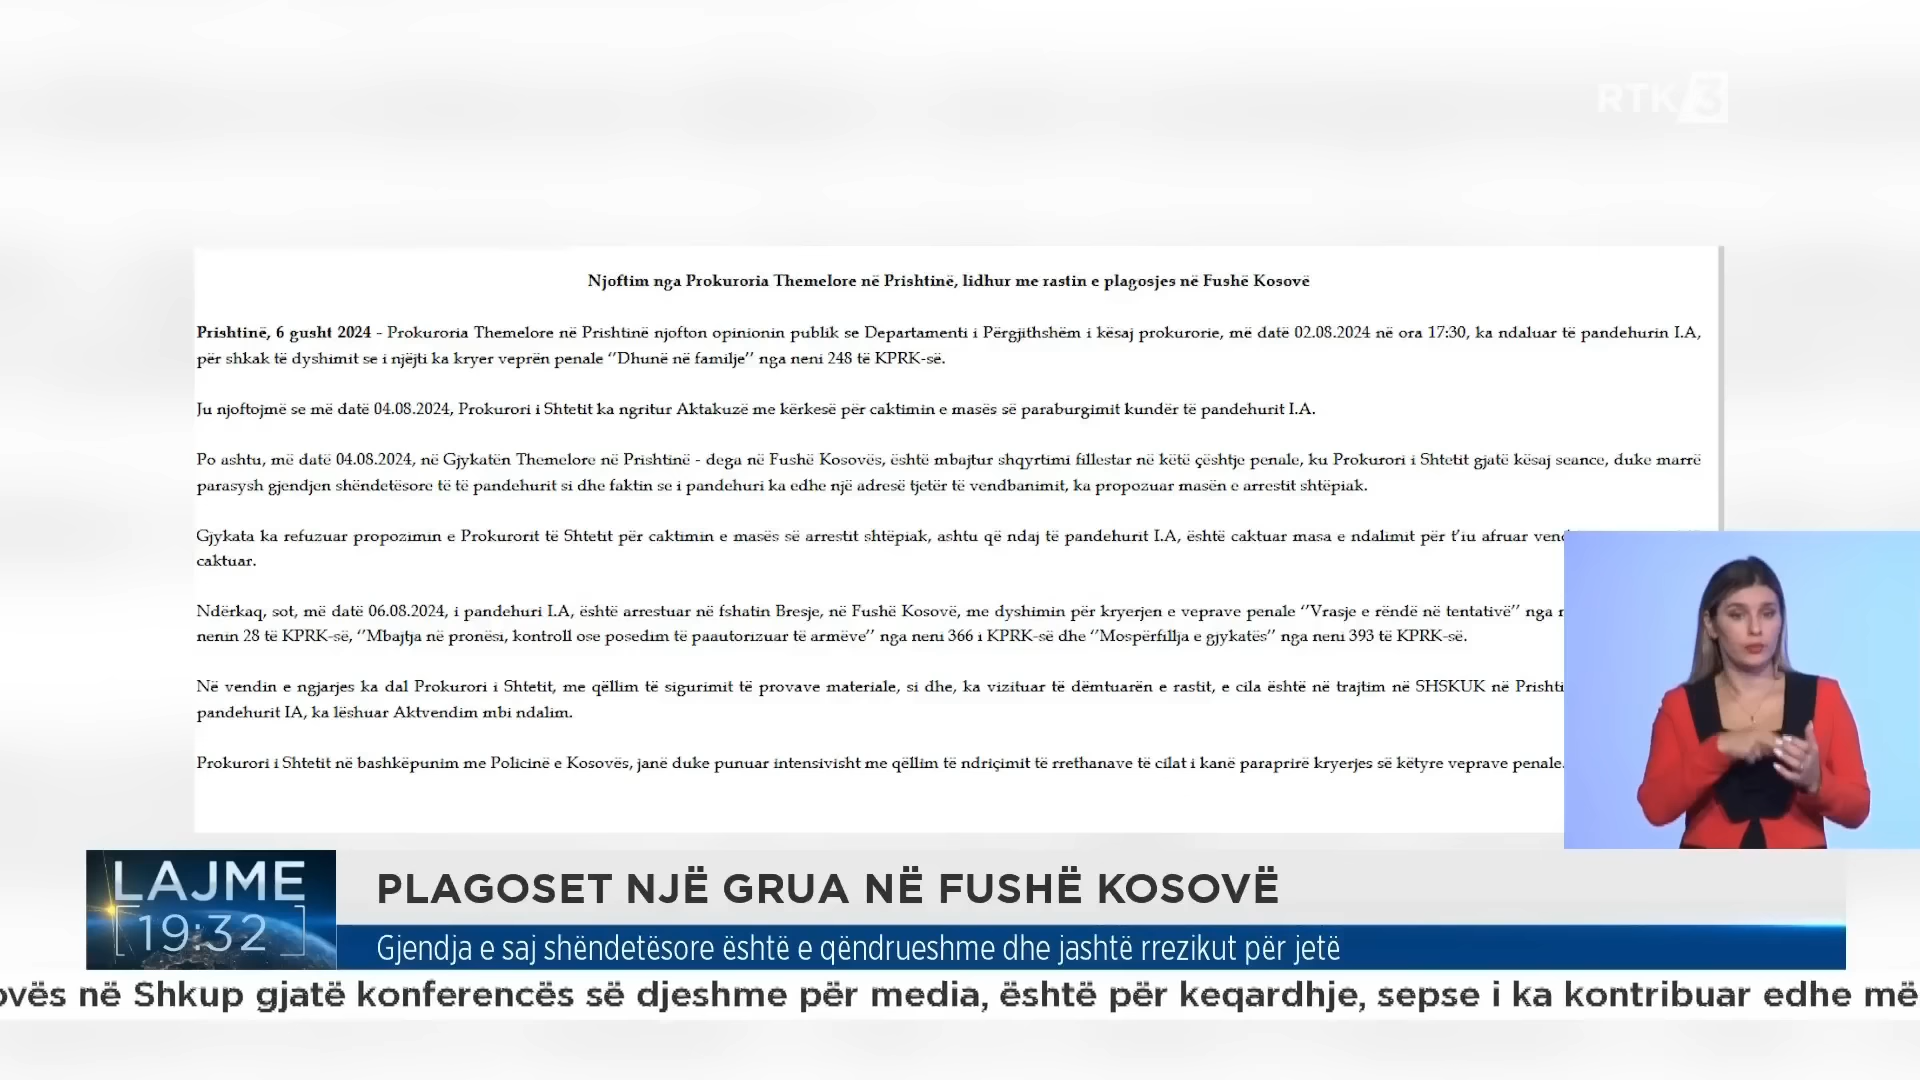 RTK 3
Njoftim nga Prokuroria Themelore në Prishtinë, lidhur me rastin e plagosjes në Fushë Kosovë
Prishtinë, 6 gusht 2024 - Prokuroria Themelore në Prishtinë njofton opinionin publik se Departamenti i Përgjithshëm i kësaj prokurorie, më datë 02.08.2024 në ora 17:30, ka ndaluar të pandehurin I.A,
për shkak të dyshimit se i njëjti ka kryer veprën penale ‘’Dhunë në familje’’ nga neni 248 të KPRK-së.
Ju njoftojmë se më datë 04.08.2024, Prokurori i Shtetit ka ngritur Aktakuzë me kërkesë për caktimin e masës së paraburgimit kundër të pandehurit I.A.
Po ashtu, më datë 04.08.2024, në Gjykatën Themelore në Prishtinë - dega në Fushë Kosovës, është mbajtur shqyrtimi fillestar në këtë çështje penale, ku Prokurori i Shtetit gjatë kësaj seance, duke marrë
parasysh gjendjen shëndetësore të të pandehurit si dhe faktin se i pandehuri ka edhe një adresë tjetër të vendbanimit, ka propozuar masën e arrestit shtëpiak.
Gjykata ka refuzuar propozimin e Prokurorit të Shtetit për caktimin e masës së arrestit shtëpiak, ashtu që ndaj të pandehurit I.A, është caktuar masa e ndalimit për t’iu afruar
caktuar.
Ndërkaq, sot, më datë 06.08.2024, i pandehuri I.A, është arrestuar në fshatin Bresje, në Fushë Kosovë, me dyshimin për kryerjen e veprave penale ‘’Vrasje e rëndë në tentativë’’ nga
nenin 28 të KPRK-së, ‘’Mbajtja në pronësi, kontroll ose posedim të paautorizuar të armëve’’ nga neni 366 i KPRK-së dhe ‘’Mospërfillja e gjykatës’’ nga neni 393 të KPRK-së.
Në vendin e ngjarjes ka dal Prokurori i Shtetit, me qëllim të sigurimit të provave materiale, si dhe, ka vizituar të dëmtuarën e rastit, e cila është në trajtim në SHSKUK në
pandehurit IA, ka lëshuar Aktvendim mbi ndalim.
Prokurori i Shtetit në bashkëpunim me Policinë e Kosovës, janë duke punuar intensivisht me qëllim të ndriçimit të rrethanave të cilat i kanë paraprirë kryerjes së këtyre veprave penale.
LAJME
19:32
PLAGOSET NJË GRUA NË FUSHË KOSOVË
Gjendja e saj shëndetësore është e qëndrueshme dhe jashtë rrezikut për jetë
ovës në Shkup gjatë konferencës së djeshme për media, është për keqardhje, sepse i ka kontribuar edhe më